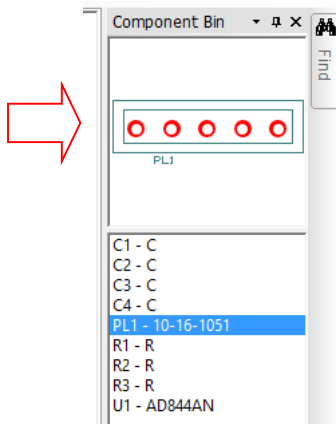 Component Bin
Find
PL1
C1 - C
C2 - C
C3 - C
C4 - C
PL1 - 10-16-1051
R1 - R
R2 - R
R3 - R
U1 - AD844AN